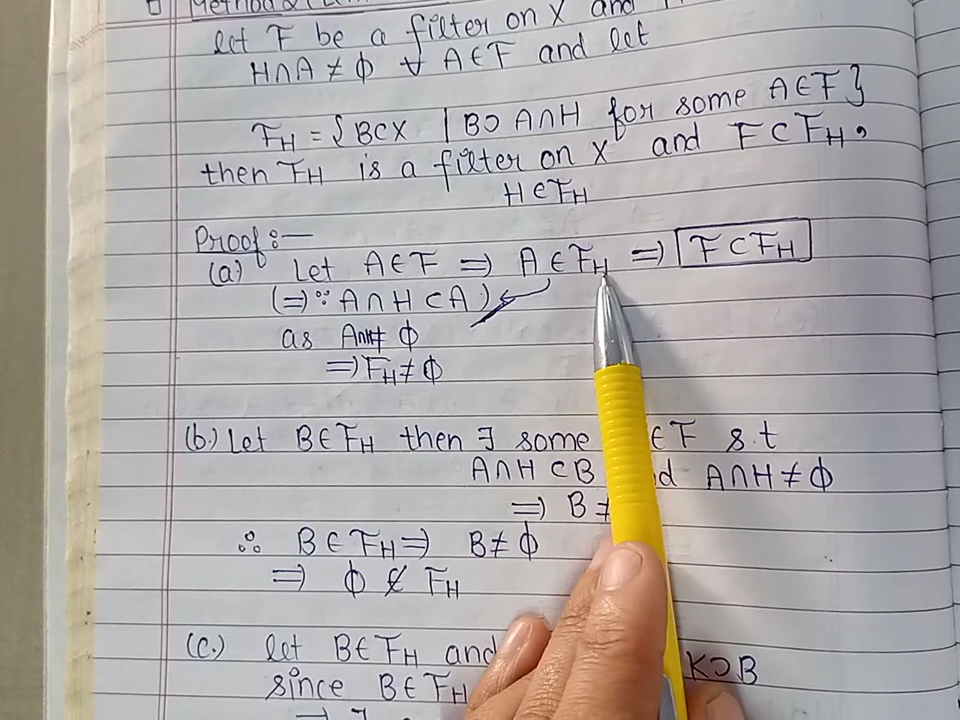 let F be a filter on X and
H∩A ≠ ϕ ∀ A∈F and let
F_H = { B⊂X | B⊃ A∩H for some A∈F }
then F_H is a filter on X and F⊂F_H,
H∈F_H
Proof :—
(a) Let A∈F ⇒ A∈F_H ⇒ F⊂F_H
(⇒ ∵ A∩H ⊂A)
as A∩H≠ ϕ
⇒ F_H ≠ ϕ
(b.) Let B∈F_H then ∃ some ∈F s.t
A∩H ⊂B and A∩H ≠ ϕ
⇒ B ≠
∴ B∈F_H ⇒ B≠ ϕ
⇒ ϕ ∉ F_H
(c.) let B∈F_H and K⊃B
since B∈F_H